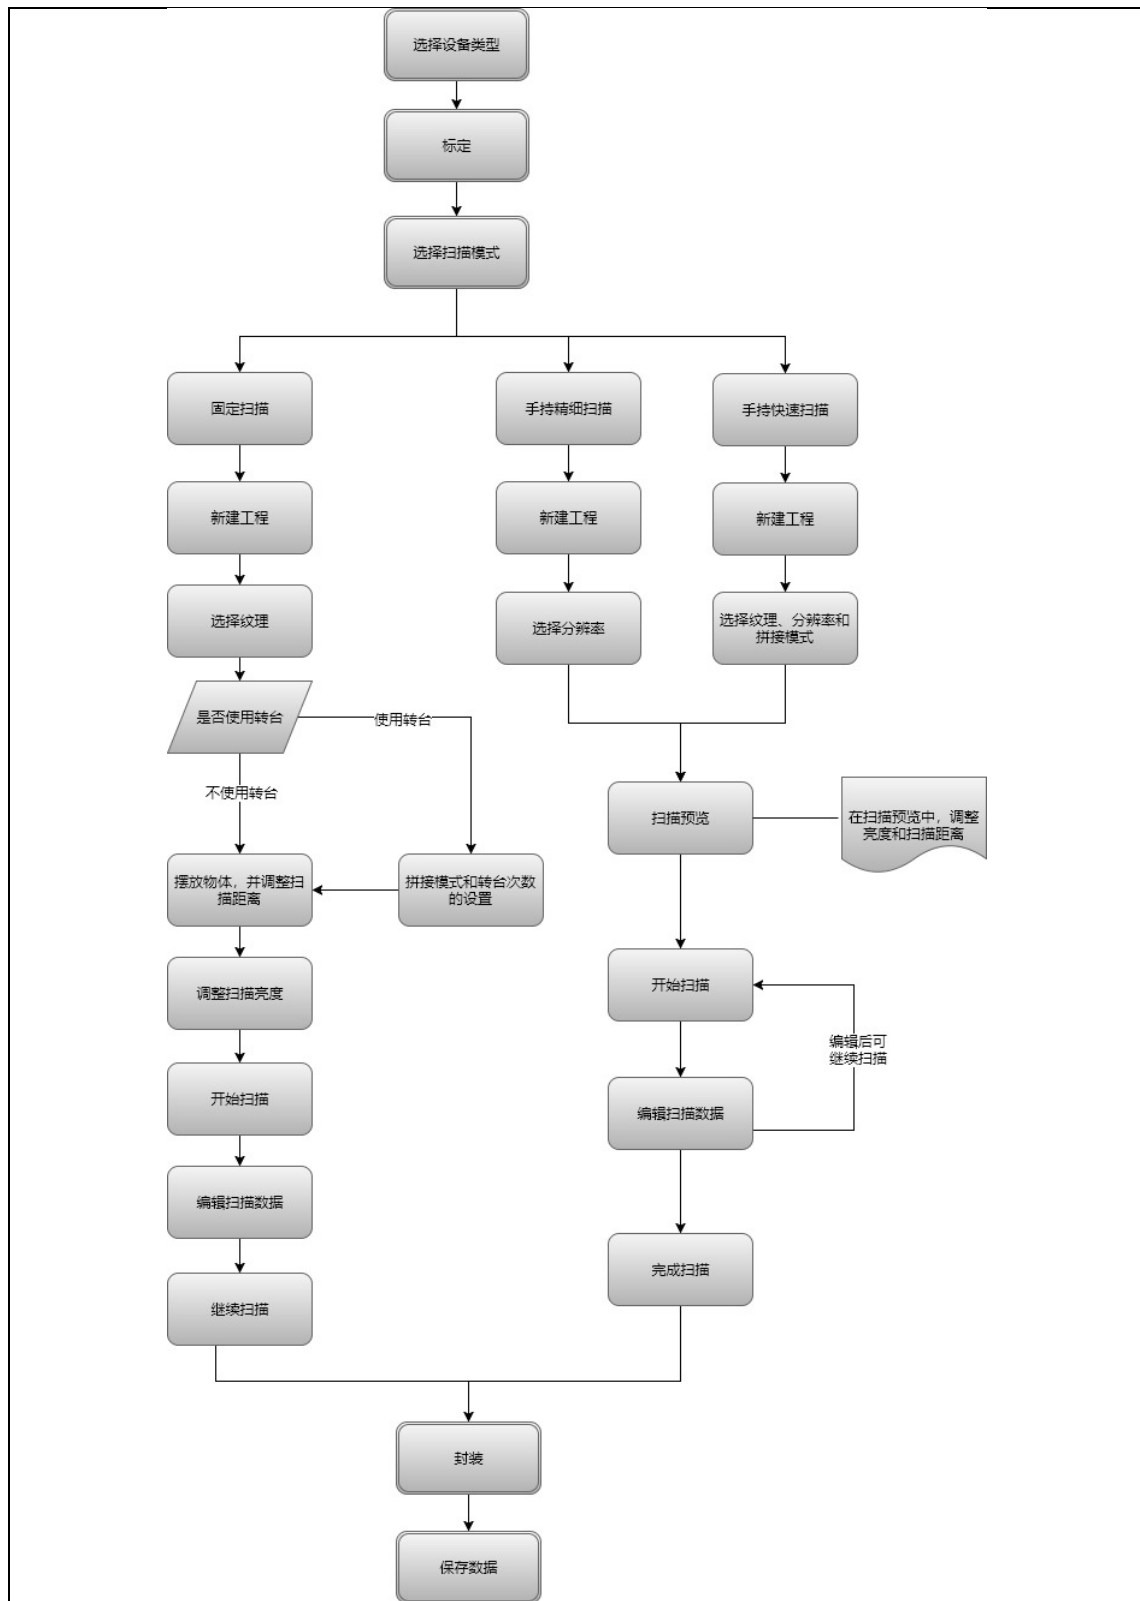 选择设备类型
标定
选择扫描模式
固定扫描
手持精细扫描
手持快速扫描
新建工程
新建工程
新建工程
选择纹理
选择分辨率
选择纹理、分辨率和
拼接模式
是否使用转台
使用转台
不使用转台
扫描预览
在扫描预览中，调整
亮度和扫描距离
摆放物体，并调整扫
描距离
拼接模式和转台次数
的设置
调整扫描亮度
开始扫描
编辑后可
继续扫描
开始扫描
编辑扫描数据
编辑扫描数据
完成扫描
继续扫描
封装
保存数据